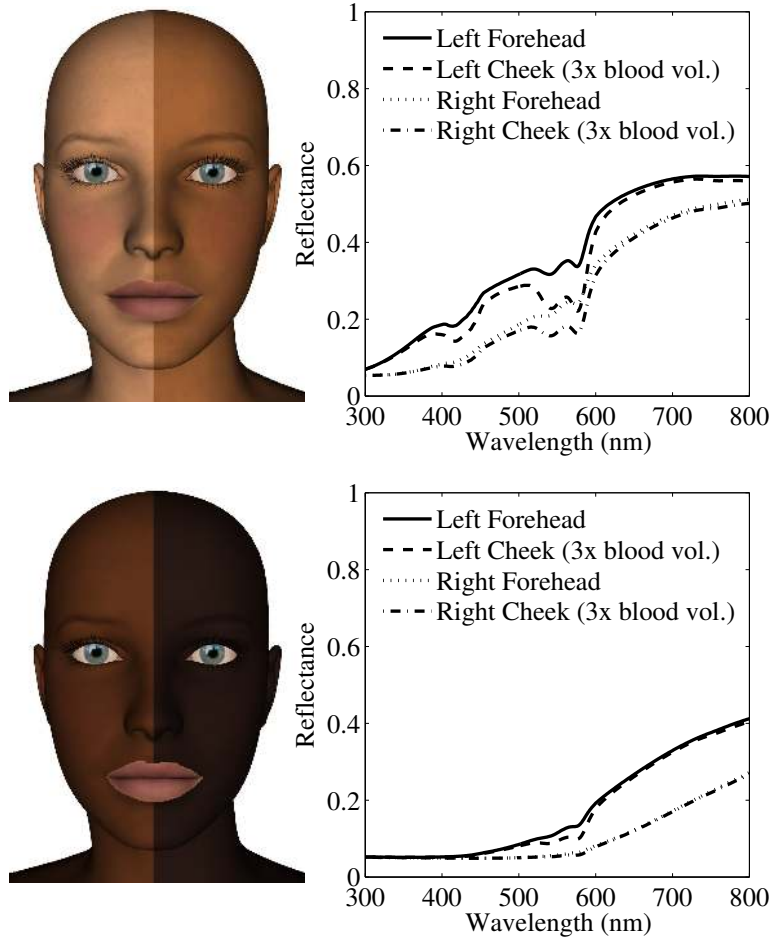 1
Left Forehead
Left Cheek (3x blood vol.)
0.8
Right Forehead
Right Cheek (3x blood vol.)
0.6
Reflectance
0.4
0.2
0
300 400 500 600 700 800
Wavelength (nm)
1
Left Forehead
Left Cheek (3x blood vol.)
0.8
Right Forehead
Right Cheek (3x blood vol.)
0.6
Reflectance
0.4
0.2
0
300 400 500 600 700 800
Wavelength (nm)